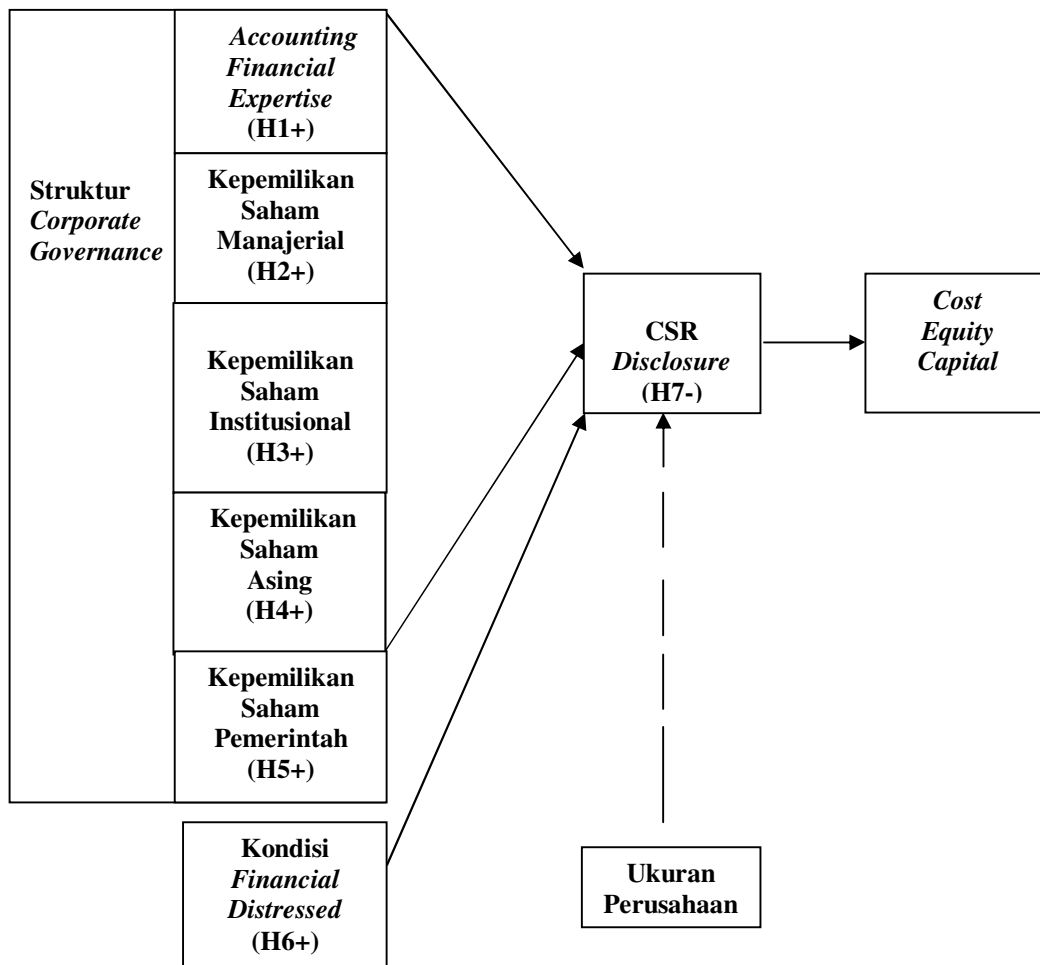 Struktur
Corporate
Governance
Accounting
Financial
Expertise
(H1+)
Kepemilikan
Saham
Manajerial
(H2+)
Kepemilikan
Saham
Institusional
(H3+)
Kepemilikan
Saham
Asing
(H4+)
Kepemilikan
Saham
Pemerintah
(H5+)
Kondisi
Financial
Distressed
(H6+)
CSR
Disclosure
(H7-)
Ukuran
Perusahaan
Cost
Equity
Capital